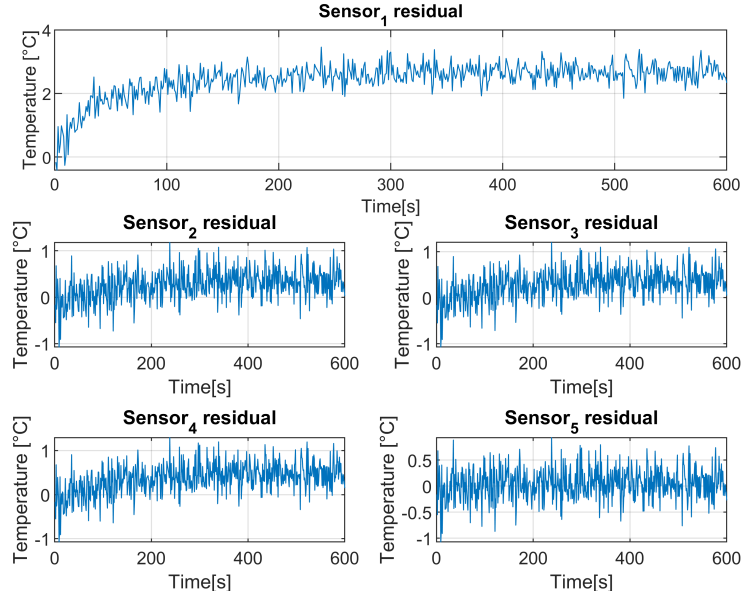 Sensor₁ residual
Temperature [°C]
4
2
0
0 100 200 300 400 500 600
Time[s]
Sensor₂ residual
Temperature [°C]
1
0
-1
0 200 400 600
Time[s]
Sensor₃ residual
Temperature [°C]
1
0
-1
0 200 400 600
Time[s]
Sensor₄ residual
Temperature [°C]
1
0
-1
0 200 400 600
Time[s]
Sensor₅ residual
Temperature [°C]
0.5
0
-0.5
-1
0 200 400 600
Time[s]